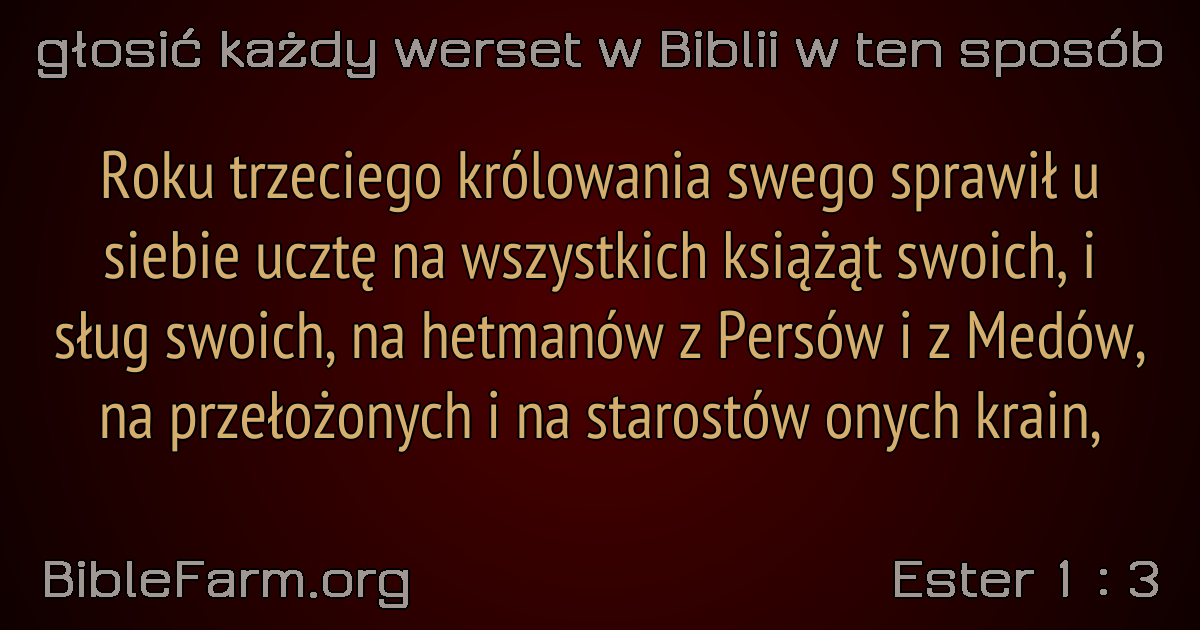 głosić każdy werset w Biblii w ten sposób
Roku trzeciego królowania swego sprawił u
siebie ucztę na wszystkich książąt swoich, i
sług swoich, na hetmanów z Persów i z Medów,
na przełożonych i na starostów onych krain,
BibleFarm.org
Ester 1 : 3